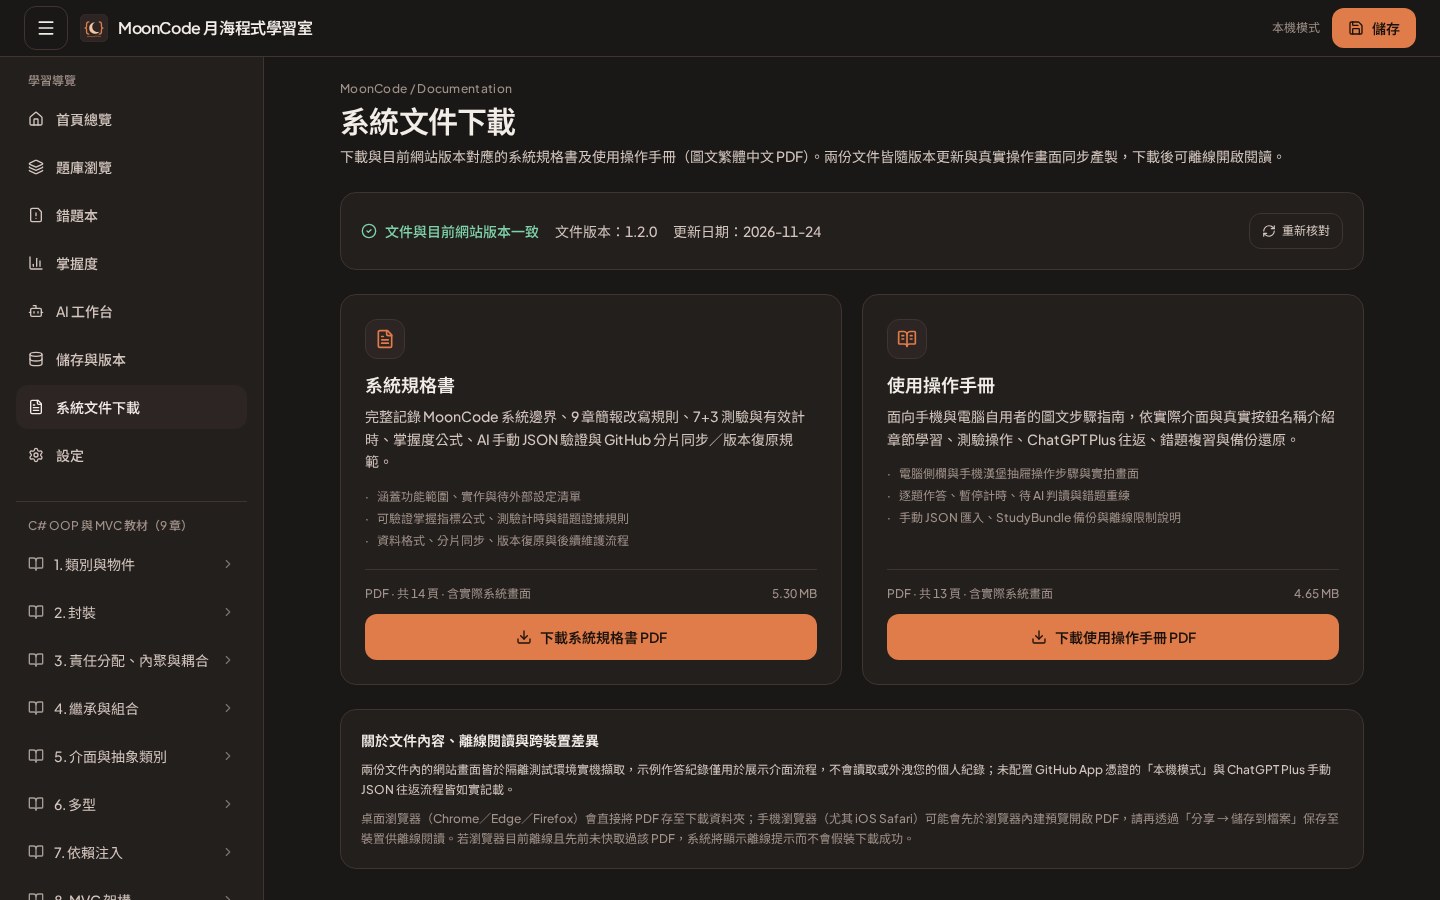 MoonCode 月海程式學習室
本機模式
儲存
學習導覽
首頁總覽
題庫瀏覽
錯題本
掌握度
AI 工作台
儲存與版本
系統文件下載
設定
C# OOP 與 MVC 教材（9 章）
1. 類別與物件
2. 封裝
3. 責任分配、內聚與耦合
4. 繼承與組合
5. 介面與抽象類別
6. 多型
7. 依賴注入
8. MVC 架構
MoonCode / Documentation
系統文件下載
下載與目前網站版本對應的系統規格書及使用操作手冊（圖文繁體中文 PDF）。兩份文件皆隨版本更新與真實操作畫面同步產製，下載後可離線開啟閱讀。
文件與目前網站版本一致
文件版本：1.2.0
更新日期：2026-11-24
重新核對
系統規格書
完整記錄 MoonCode 系統邊界、9 章簡報改寫規則、7+3 測驗與有效計
時、掌握度公式、AI 手動 JSON 驗證與 GitHub 分片同步／版本復原規
範。
· 涵蓋功能範圍、實作與待外部設定清單
· 可驗證掌握指標公式、測驗計時與錯題證據規則
· 資料格式、分片同步、版本復原與後續維護流程
PDF · 共 14 頁 · 含實際系統畫面
5.30 MB
下載系統規格書 PDF
使用操作手冊
面向手機與電腦自用者的圖文步驟指南，依實際介面與真實按鈕名稱介紹
章節學習、測驗操作、ChatGPT Plus 往返、錯題複習與備份還原。
· 電腦側欄與手機漢堡抽屜操作步驟與實拍畫面
· 逐題作答、暫停計時、待 AI 判讀與錯題重練
· 手動 JSON 匯入、StudyBundle 備份與離線限制說明
PDF · 共 13 頁 · 含實際系統畫面
4.65 MB
下載使用操作手冊 PDF
關於文件內容、離線閱讀與跨裝置差異
兩份文件內的網站畫面皆於隔離測試環境實機擷取，示例作答紀錄僅用於展示介面流程，不會讀取或外洩您的個人紀錄；未配置 GitHub App 憑證的「本機模式」與 ChatGPT Plus 手動
JSON 往返流程皆如實記載。
桌面瀏覽器（Chrome／Edge／Firefox）會直接將 PDF 存至下載資料夾；手機瀏覽器（尤其 iOS Safari）可能會先於瀏覽器內建預覽開啟 PDF，請再透過「分享 → 儲存到檔案」保存至
裝置供離線閱讀。若瀏覽器目前離線且先前未快取過該 PDF，系統將顯示離線提示而不會假裝下載成功。